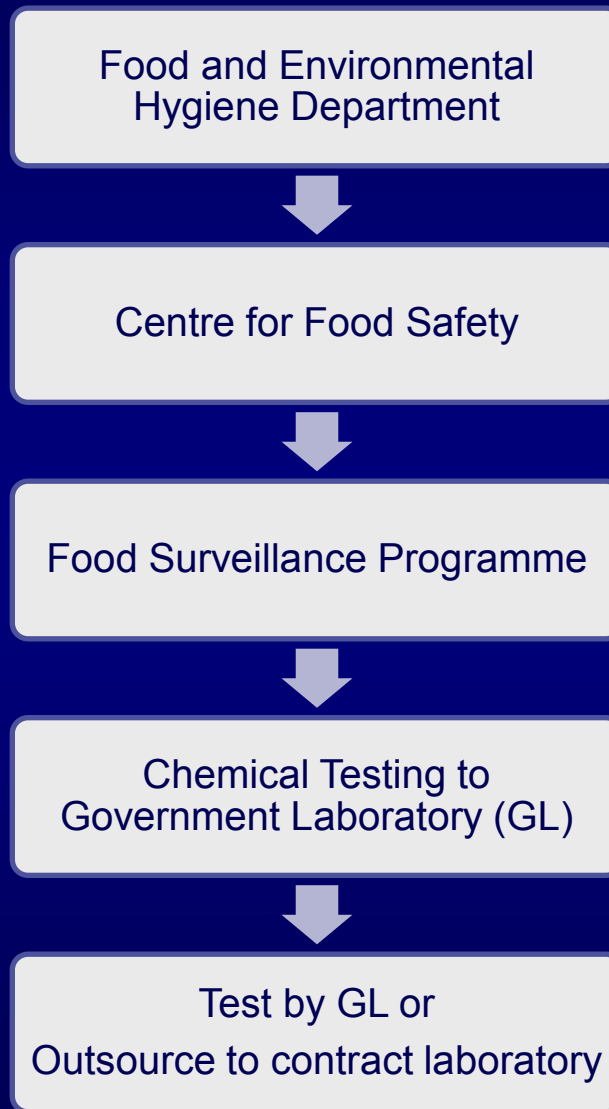 Food and Environmental
Hygiene Department
Centre for Food Safety
Food Surveillance Programme
Chemical Testing to
Government Laboratory (GL)
Test by GL or
Outsource to contract laboratory